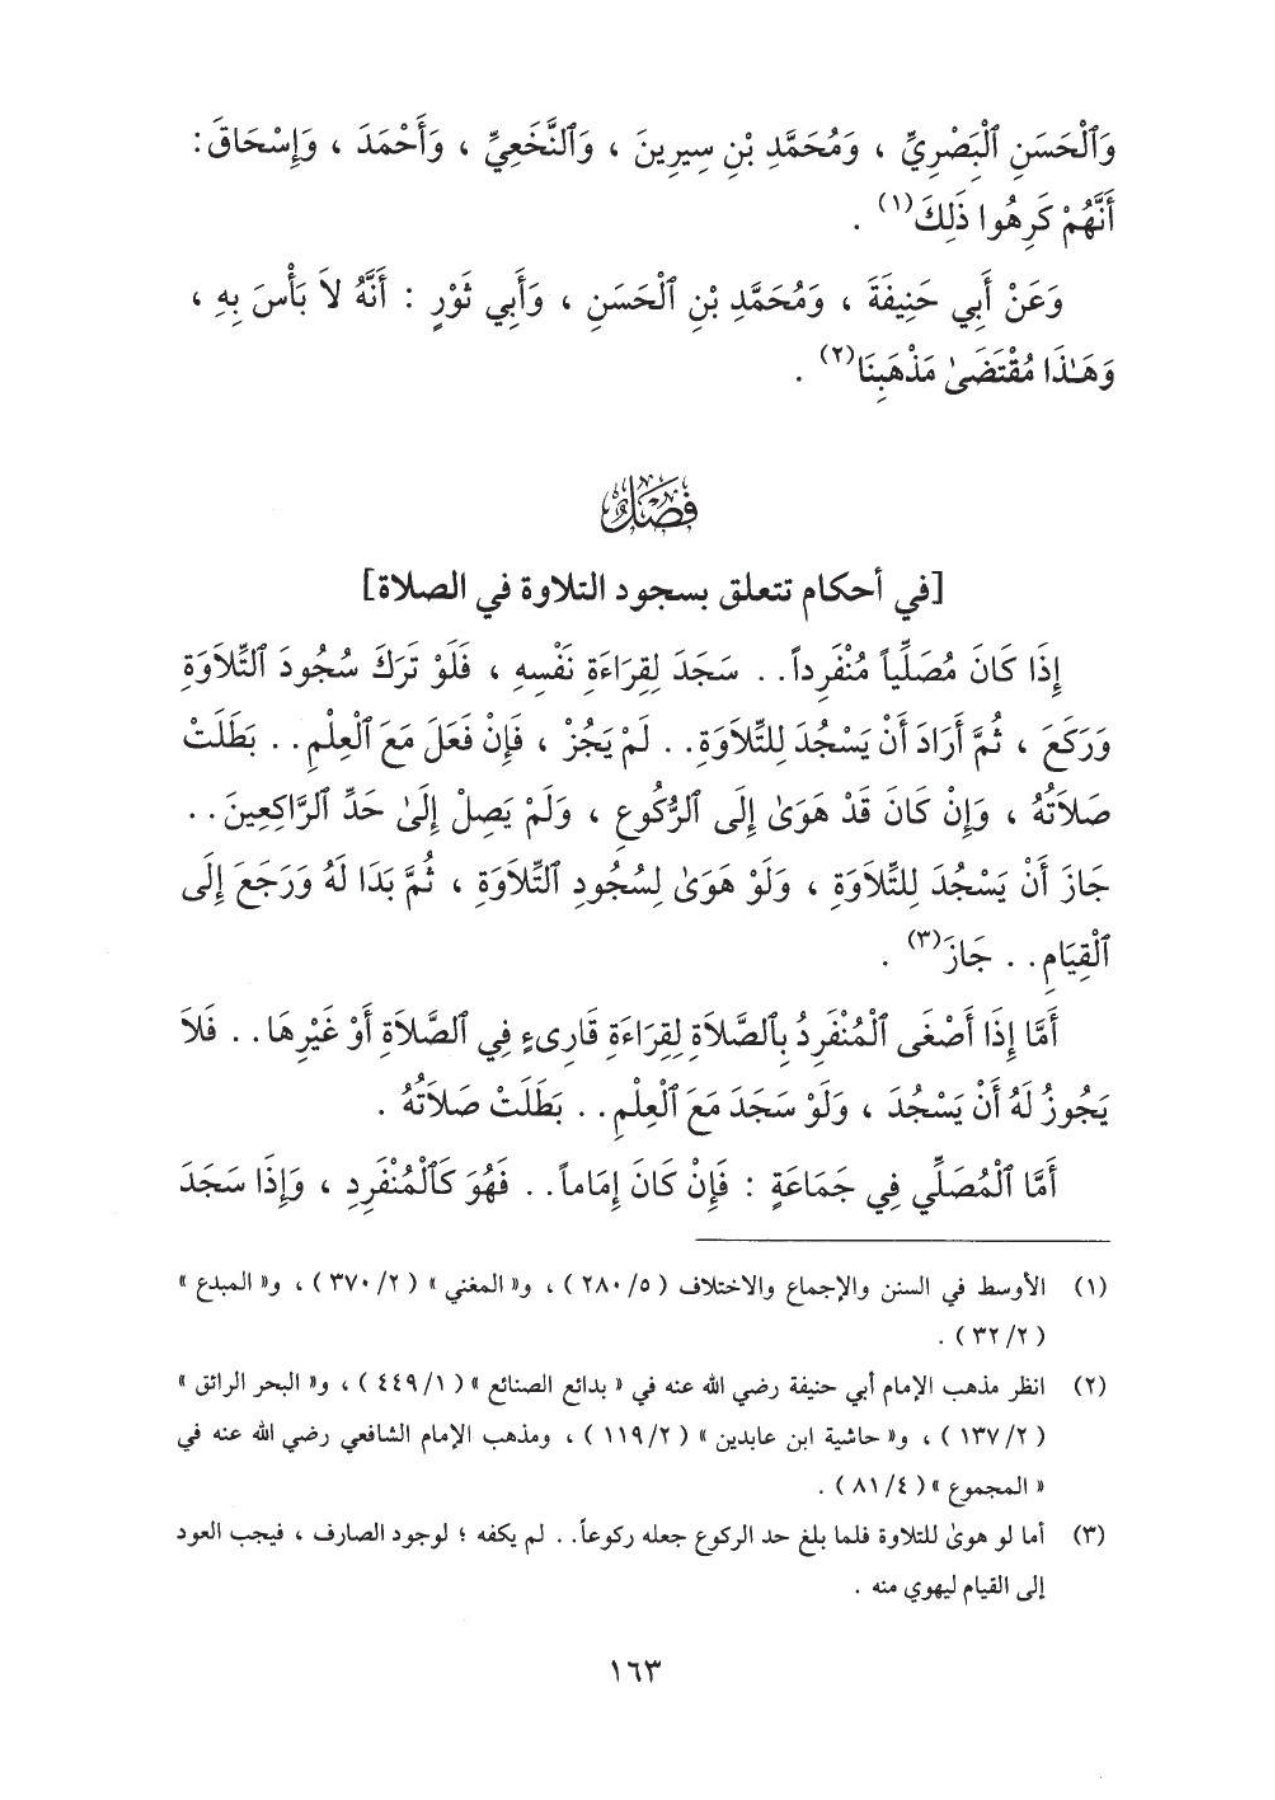 وَٱلْحَسَنِ ٱلْبَصْرِيِّ ، وَمُحَمَّدِ بْنِ سِيرِينَ ، وَٱلنَّخَعِيِّ ، وَأَحْمَدَ ، وَإِسْحَاقَ :
أَنَّهُمْ كَرِهُوا ذَلِكَ(١) .
وَعَنْ أَبِي حَنِيفَةَ ، وَمُحَمَّدِ بْنِ ٱلْحَسَنِ ، وَأَبِي ثَوْرٍ : أَنَّهُ لاَ بَأْسَ بِهِ ،
وَهَـٰذَا مُقْتَضَىٰ مَذْهَبِنَا(٢) .
فَصْلٌ
[في أحكام تتعلق بسجود التلاوة في الصلاة]
إِذَا كَانَ مُصَلِّياً مُنْفَرِداً . . سَجَدَ لِقِرَاءَةِ نَفْسِهِ ، فَلَوْ تَرَكَ سُجُودَ ٱلتِّلاَوَةِ
وَرَكَعَ ، ثُمَّ أَرَادَ أَنْ يَسْجُدَ لِلتِّلاَوَةِ . . لَمْ يَجُزْ ، فَإِنْ فَعَلَ مَعَ ٱلْعِلْمِ . . بَطَلَتْ
صَلاَتُهُ ، وَإِنْ كَانَ قَدْ هَوَىٰ إِلَى ٱلرُّكُوعِ ، وَلَمْ يَصِلْ إِلَىٰ حَدِّ ٱلرَّاكِعِينَ . .
جَازَ أَنْ يَسْجُدَ لِلتِّلاَوَةِ ، وَلَوْ هَوَىٰ لِسُجُودِ ٱلتِّلاَوَةِ ، ثُمَّ بَدَا لَهُ وَرَجَعَ إِلَى
ٱلْقِيَامِ . . جَازَ(٣) .
أَمَّا إِذَا أَصْغَى ٱلْمُنْفَرِدُ بِٱلصَّلاَةِ لِقِرَاءَةِ قَارِىءٍ فِي ٱلصَّلاَةِ أَوْ غَيْرِهَا . . فَلاَ
يَجُوزُ لَهُ أَنْ يَسْجُدَ ، وَلَوْ سَجَدَ مَعَ ٱلْعِلْمِ . . بَطَلَتْ صَلاَتُهُ .
أَمَّا ٱلْمُصَلِّي فِي جَمَاعَةٍ : فَإِنْ كَانَ إِمَاماً . . فَهُوَ كَٱلْمُنْفَرِدِ ، وَإِذَا سَجَدَ
(١) الأوسط في السنن والإجماع والاختلاف ( ٢٨٠/٥ ) ، و« المغني » ( ٣٧٠/٢ ) ، و« المبدع »
( ٣٢/٢ ) .
(٢) انظر مذهب الإمام أبي حنيفة رضي الله عنه في « بدائع الصنائع » ( ٤٤٩/١ ) ، و« البحر الرائق »
( ١٣٧/٢ ) ، و« حاشية ابن عابدين » ( ١١٩/٢ ) ، ومذهب الإمام الشافعي رضي الله عنه في
« المجموع » ( ٨١/٤ ) .
(٣) أما لو هوىٰ للتلاوة فلما بلغ حد الركوع جعله ركوعاً . . لم يكفه ؛ لوجود الصارف ، فيجب العود
إلى القيام ليهوي منه .
١٦٣